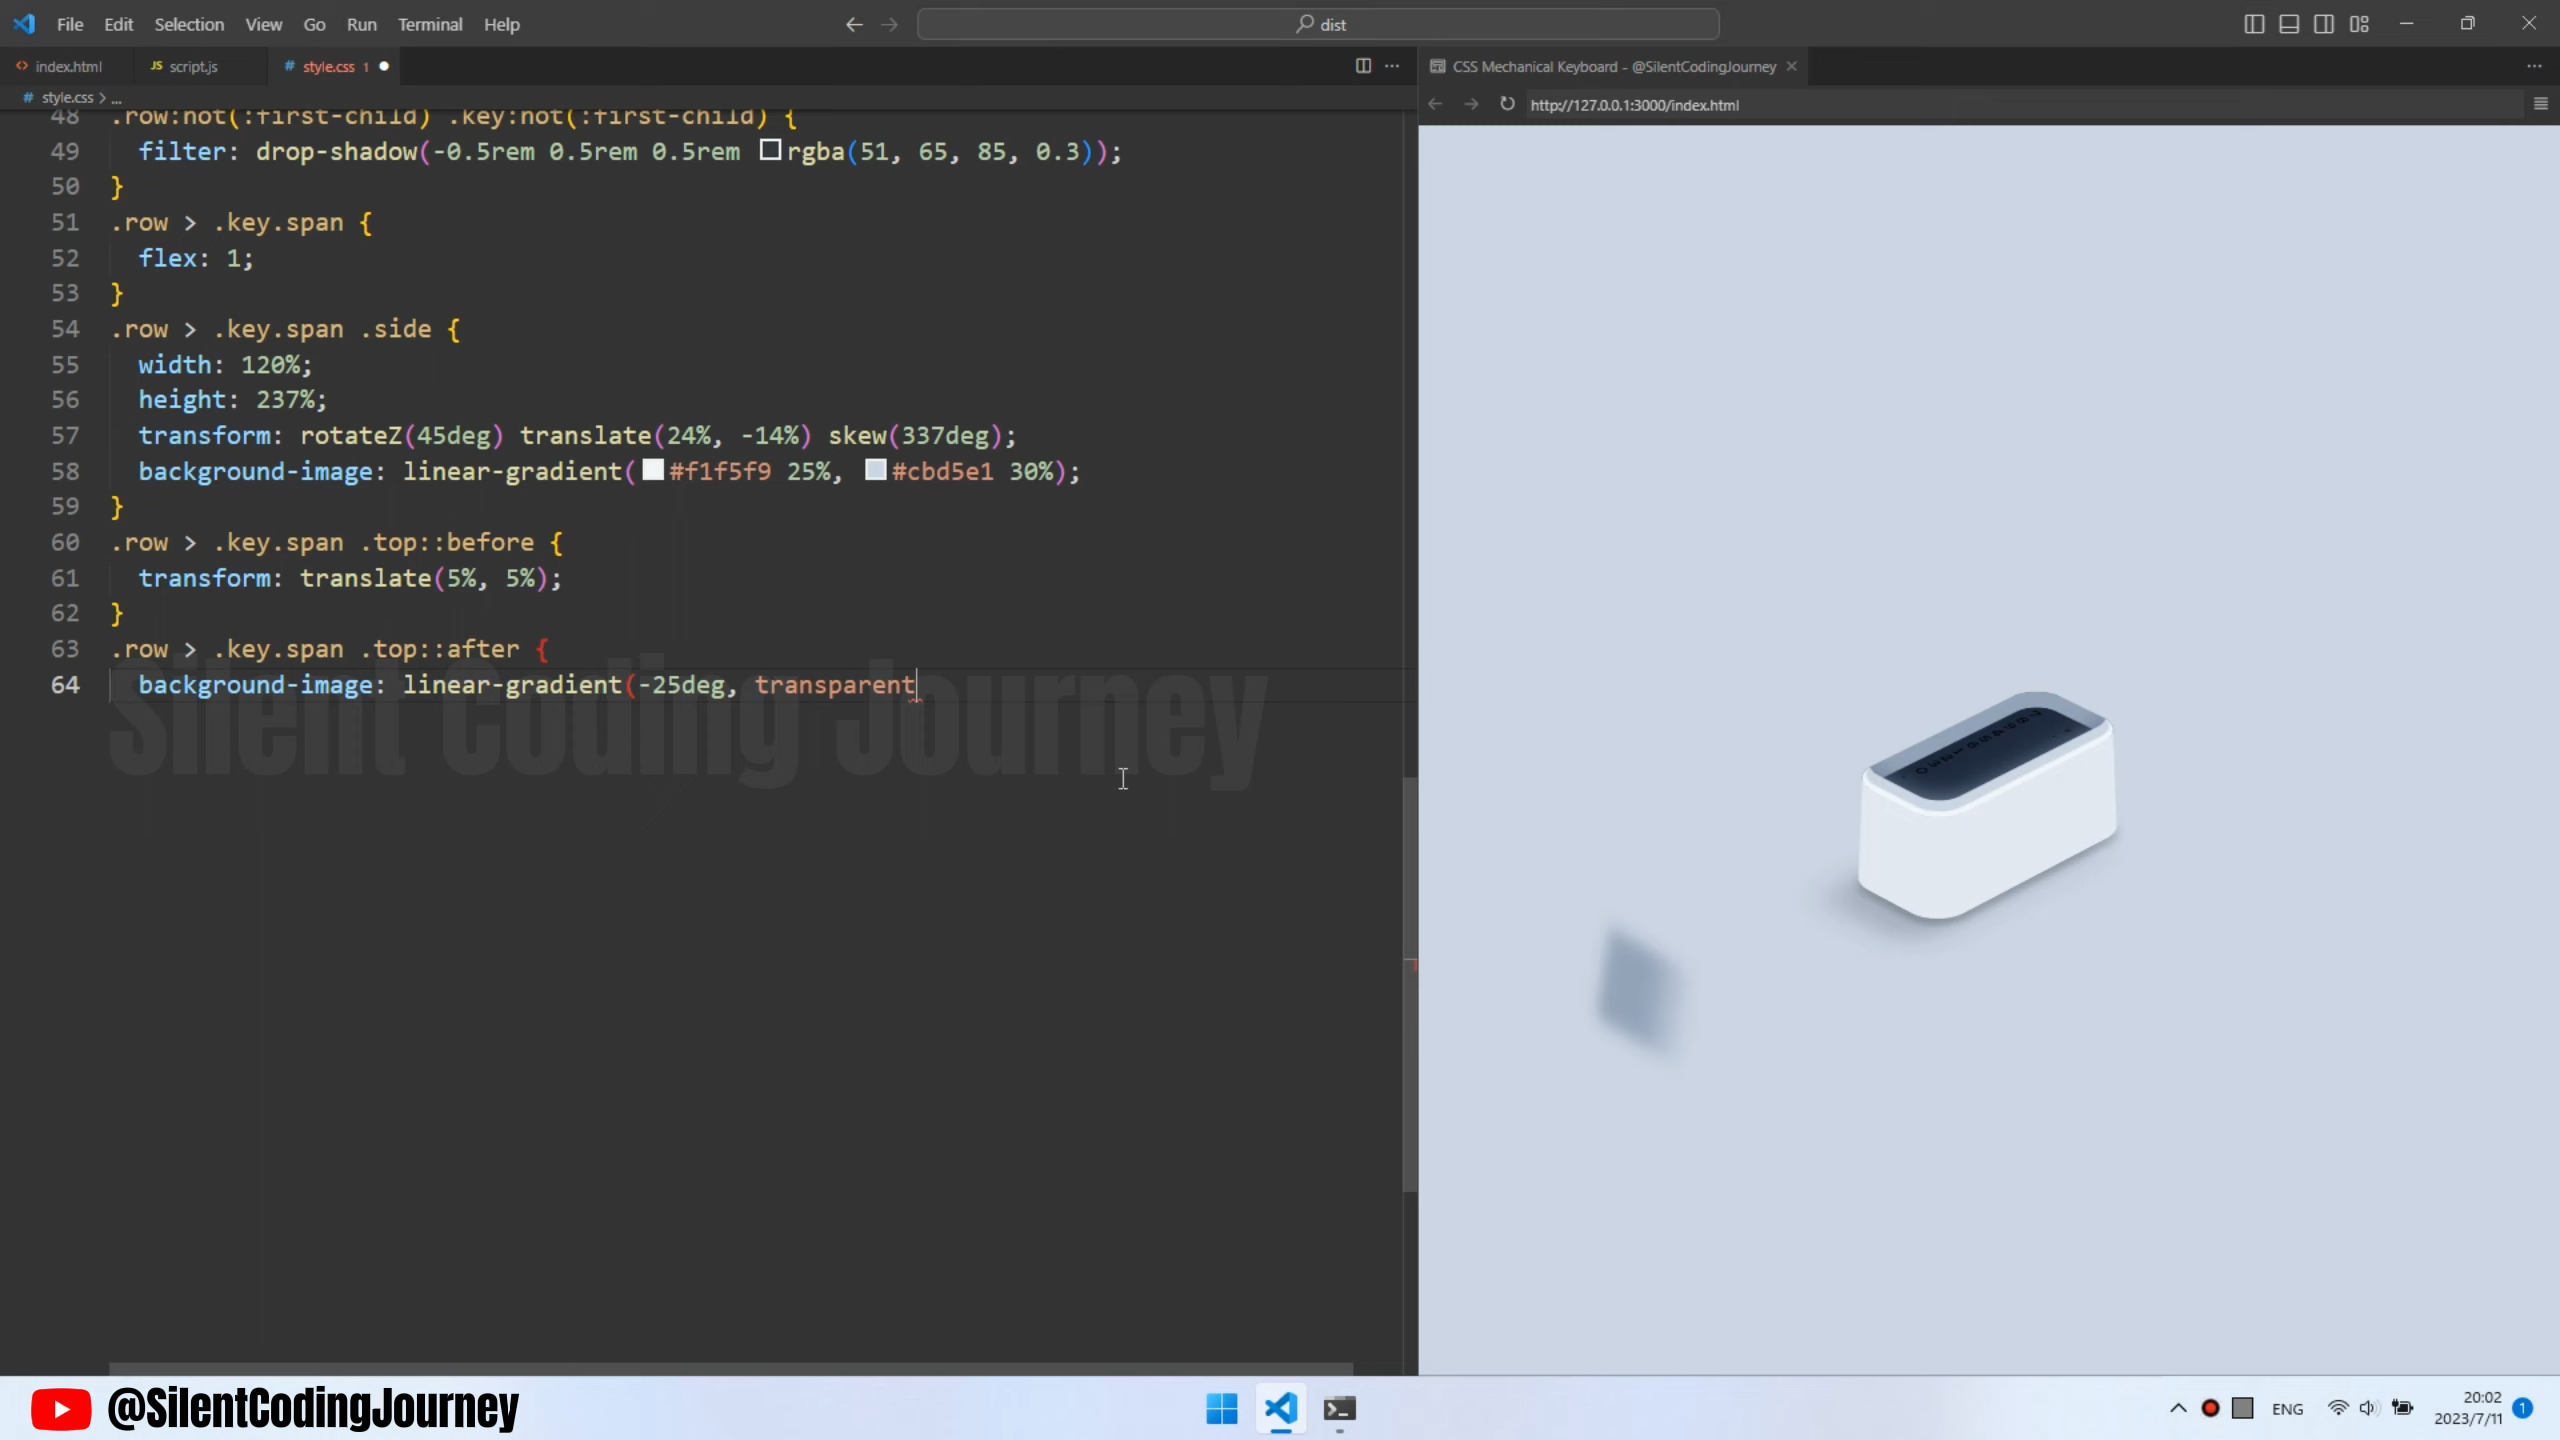 File Edit Selection View Go Run Terminal Help
dist
index.html
JS script.js
# style.css 1
CSS Mechanical Keyboard - @SilentCodingJourney
# style.css > ...
http://127.0.0.1:3000/index.html
48 .row:not(:first-child) .key:not(:first-child) {
49 filter: drop-shadow(-0.5rem 0.5rem 0.5rem rgba(51, 65, 85, 0.3));
50 }
51 .row > .key.span {
52 flex: 1;
53 }
54 .row > .key.span .side {
55 width: 120%;
56 height: 237%;
57 transform: rotateZ(45deg) translate(24%, -14%) skew(337deg);
58 background-image: linear-gradient(#f1f5f9 25%, #cbd5e1 30%);
59 }
60 .row > .key.span .top::before {
61 transform: translate(5%, 5%);
62 }
63 .row > .key.span .top::after {
64 background-image: linear-gradient(-25deg, transparent
Silent Coding Journey
@SilentCodingJourney
ENG
20:02
2023/7/11
1